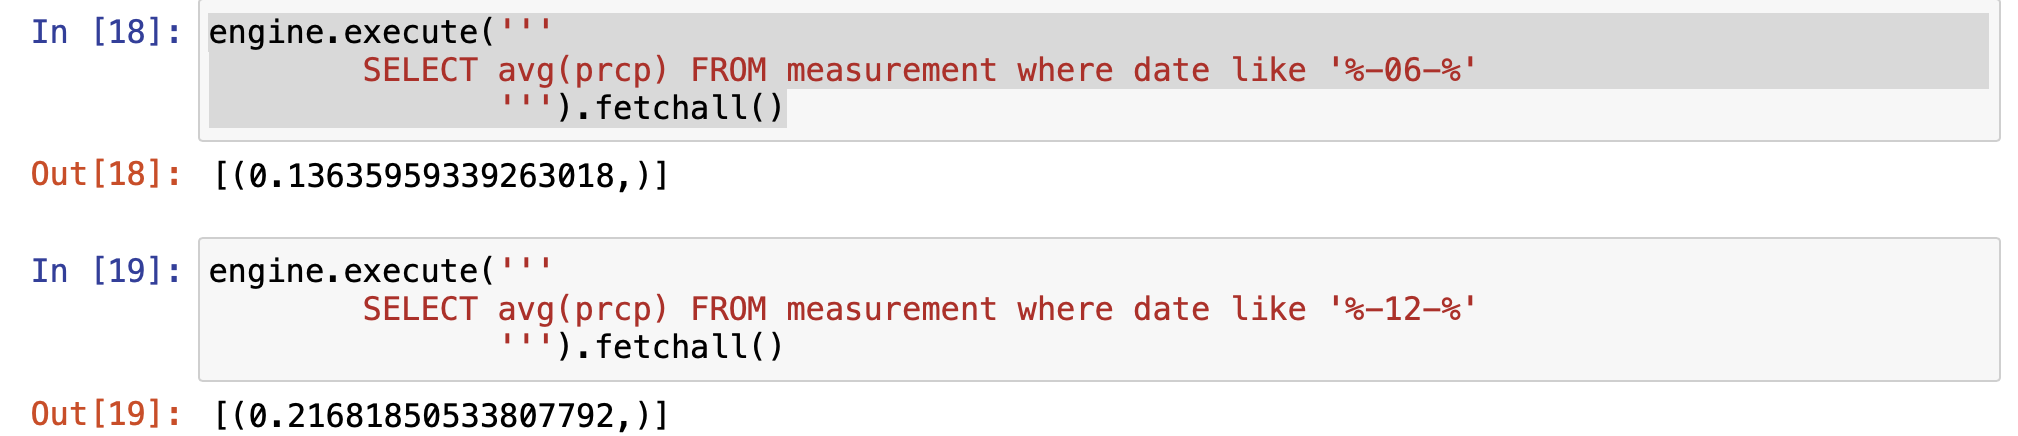 In [18]: engine.execute('''
SELECT avg(prcp) FROM measurement where date like '%-06-%'
''').fetchall()
Out[18]: [(0.13635959339263018,)]
In [19]: engine.execute('''
SELECT avg(prcp) FROM measurement where date like '%-12-%'
''').fetchall()
Out[19]: [(0.21681850533807792,)]